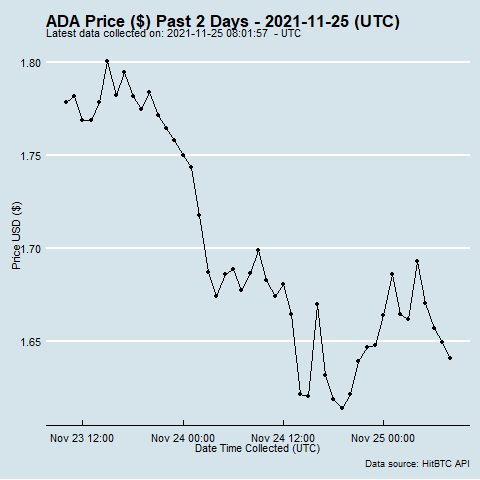 ADA Price ($) Past 2 Days - 2021-11-25 (UTC)
Latest data collected on: 2021-11-25 08:01:57 - UTC
1.80
1.75
1.70
1.65
Price USD ($)
Nov 23 12:00 Nov 24 00:00 Nov 24 12:00 Nov 25 00:00
Date Time Collected (UTC)
Data source: HitBTC API